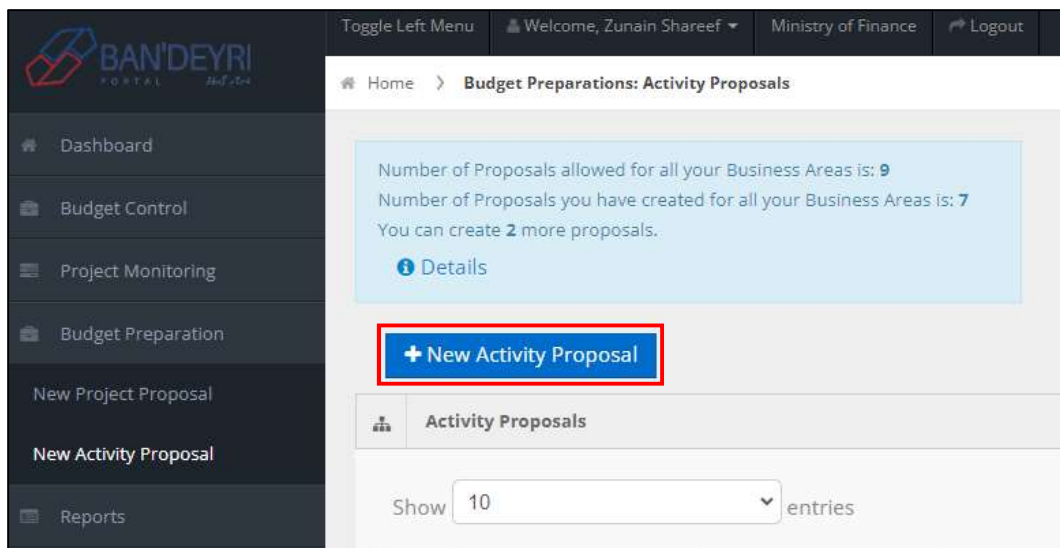 BAN'DEYRI
PORTAL
Toggle Left Menu
Welcome, Zunain Shareef
Ministry of Finance
Logout
Home > Budget Preparations: Activity Proposals
Dashboard
Budget Control
Project Monitoring
Budget Preparation
New Project Proposal
New Activity Proposal
Reports
Number of Proposals allowed for all your Business Areas is: 9
Number of Proposals you have created for all your Business Areas is: 7
You can create 2 more proposals.
Details
+ New Activity Proposal
Activity Proposals
Show 10 entries